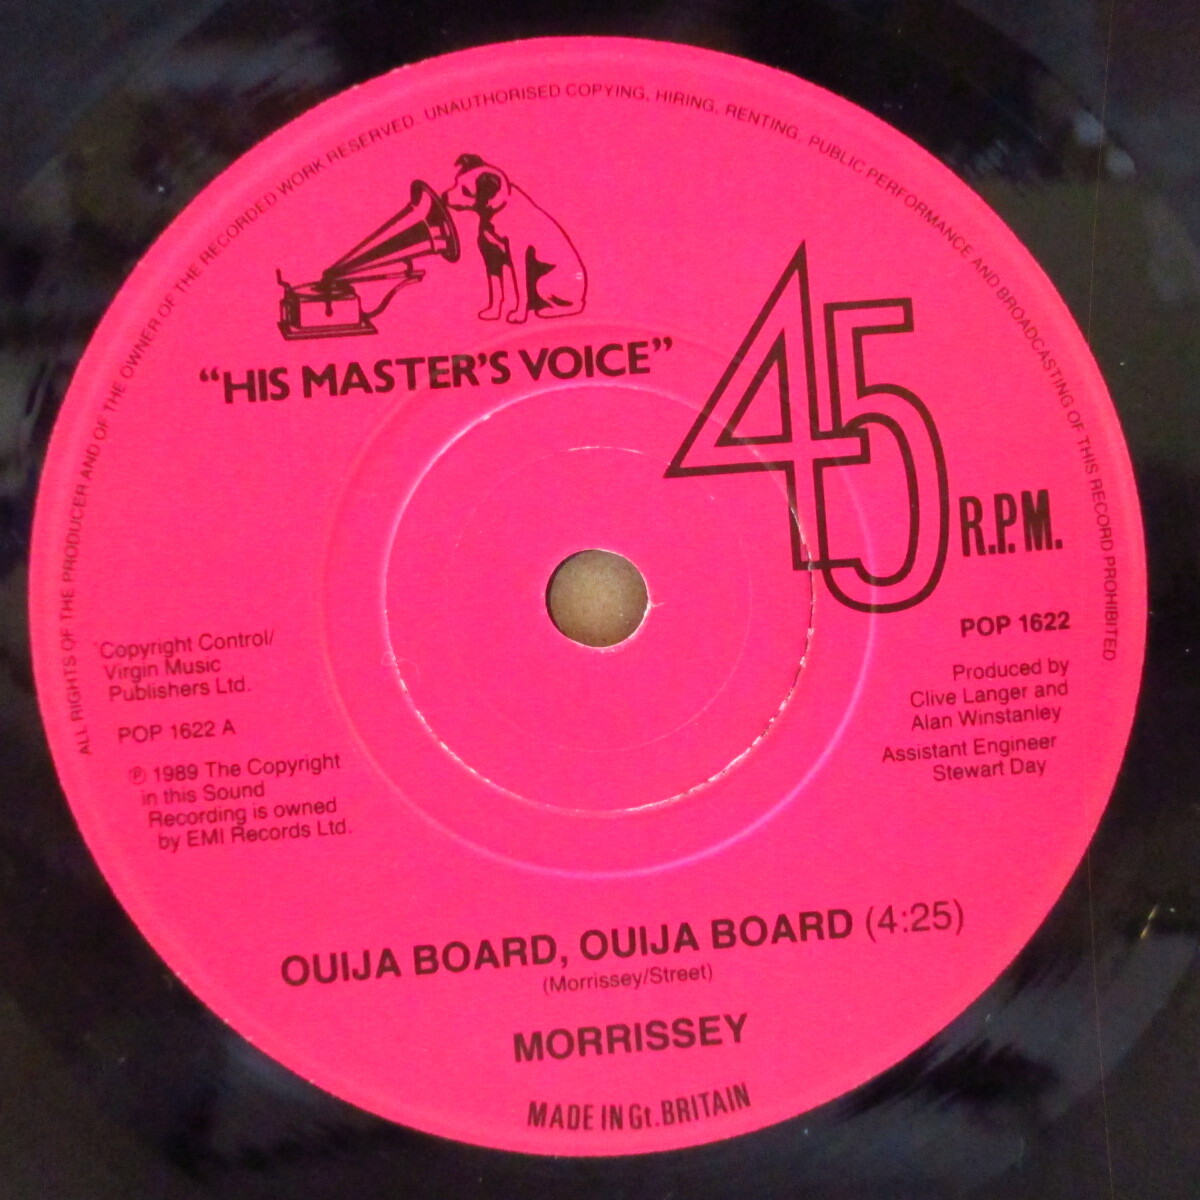 ALL RIGHTS OF THE PRODUCER AND OF THE OWNER OF THE RECORDED WORK RESERVED. UNAUTHORISED COPYING, HIRING, RENTING, PUBLIC PERFORMANCE AND BROADCASTING OF THIS RECORD PROHIBITED.
“HIS MASTER'S VOICE”
45
R.P.M.
POP 1622
Produced by
Clive Langer and
Alan Winstanley
Assistant Engineer
Stewart Day
Copyright Control/
Virgin Music
Publishers Ltd.
POP 1622 A
℗ 1989 The Copyright
in this Sound
Recording is owned
by EMI Records Ltd.
OUIJA BOARD, OUIJA BOARD (4:25)
(Morrissey/Street)
MORRISSEY
MADE IN Gt. BRITAIN